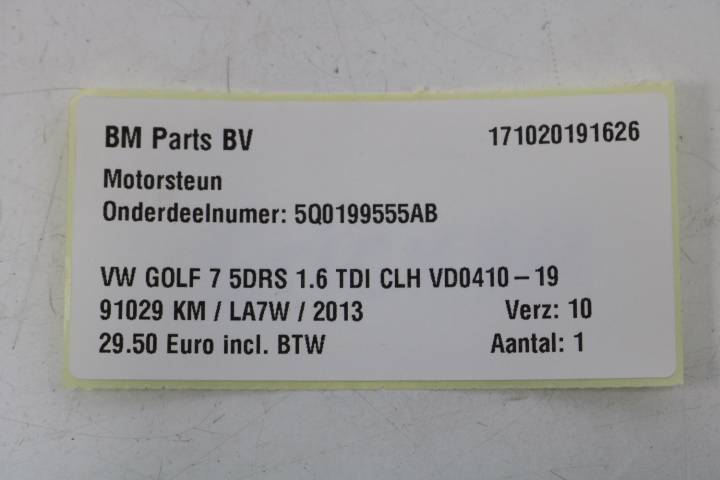 BM Parts BV 171020191626
Motorsteun
Onderdeelnumer: 5Q0199555AB
VW GOLF 7 5DRS 1.6 TDI CLH VD0410-19
91029 KM / LA7W / 2013 Verz: 10
29.50 Euro incl. BTW Aantal: 1